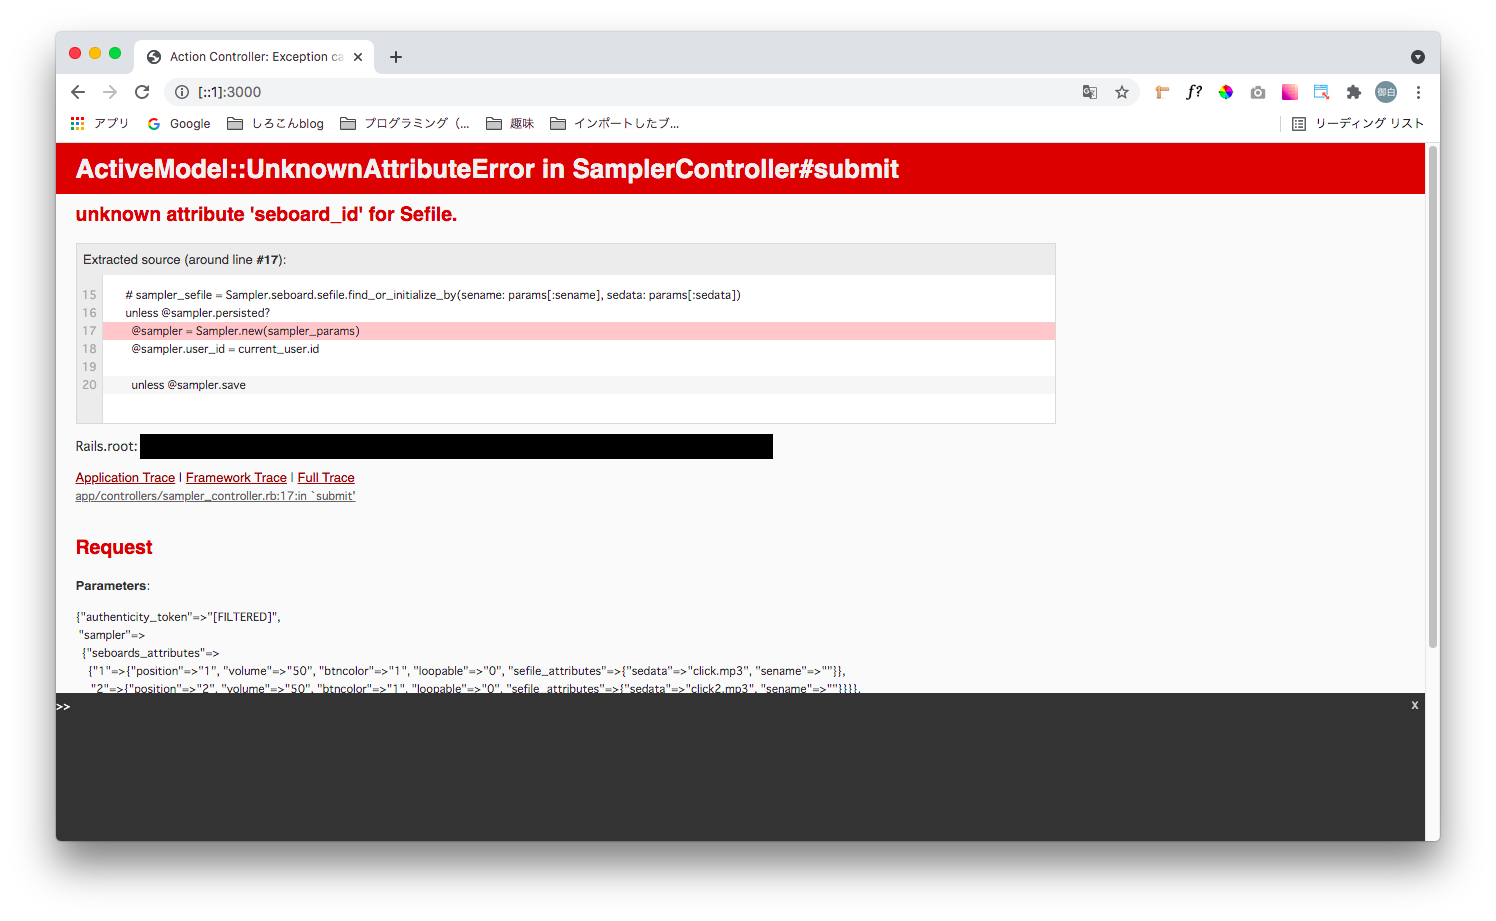 Action Controller: Exception ca
[::1]:3000
f?
御白
アプリ
Google
しろこんblog
プログラミング（...
趣味
インポートしたブ...
リーディング リスト
ActiveModel::UnknownAttributeError in SamplerController#submit
unknown attribute 'seboard_id' for Sefile.
Extracted source (around line #17):
15 # sampler_sefile = Sampler.seboard.sefile.find_or_initialize_by(sename: params[:sename], sedata: params[:sedata])
16 unless @sampler.persisted?
17 @sampler = Sampler.new(sampler_params)
18 @sampler.user_id = current_user.id
19
20 unless @sampler.save
Rails.root:
Application Trace | Framework Trace | Full Trace
app/controllers/sampler_controller.rb:17:in `submit'
Request
Parameters:
{"authenticity_token"=>"[FILTERED]",
"sampler"=>
{"seboards_attributes"=>
{"1"=>{"position"=>"1", "volume"=>"50", "btncolor"=>"1", "loopable"=>"0", "sefile_attributes"=>{"sedata"=>"click.mp3", "sename"=>""}},
"2"=>{"position"=>"2", "volume"=>"50", "btncolor"=>"1", "loopable"=>"0", "sefile_attributes"=>{"sedata"=>"click2.mp3", "sename"=>""}}}},
>>
x